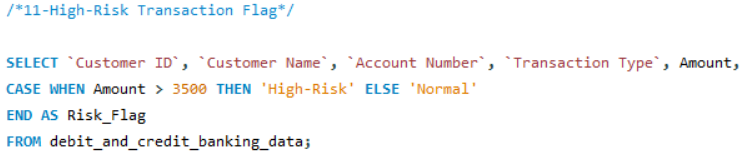 /*11-High-Risk Transaction Flag*/
SELECT `Customer ID`, `Customer Name`, `Account Number`, `Transaction Type`, Amount,
CASE WHEN Amount > 3500 THEN 'High-Risk' ELSE 'Normal'
END AS Risk_Flag
FROM debit_and_credit_banking_data;